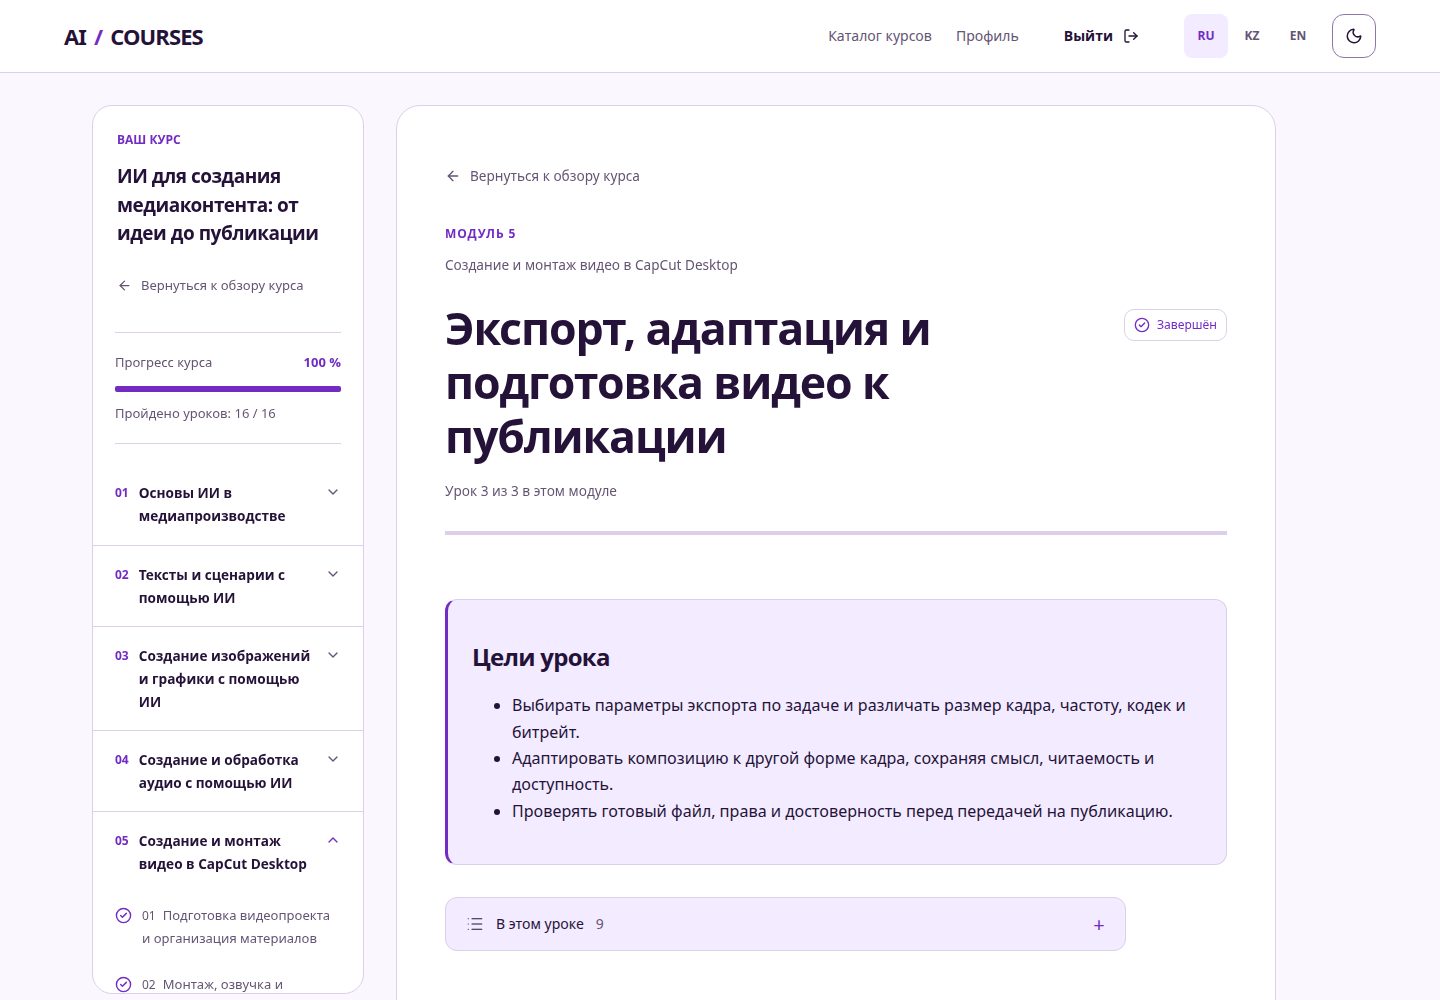 AI / COURSES
Каталог курсов
Профиль
Выйти
RU
KZ
EN
ВАШ КУРС
ИИ для создания
медиаконтента: от
идеи до публикации
Вернуться к обзору курса
Прогресс курса 100 %
Пройдено уроков: 16 / 16
01 Основы ИИ в
медиапроизводстве
02 Тексты и сценарии с
помощью ИИ
03 Создание изображений
и графики с помощью
ИИ
04 Создание и обработка
аудио с помощью ИИ
05 Создание и монтаж
видео в CapCut Desktop
01 Подготовка видеопроекта
и организация материалов
02 Монтаж, озвучка и
Вернуться к обзору курса
МОДУЛЬ 5
Создание и монтаж видео в CapCut Desktop
Экспорт, адаптация и
подготовка видео к
публикации
Завершён
Урок 3 из 3 в этом модуле
Цели урока
• Выбирать параметры экспорта по задаче и различать размер кадра, частоту, кодек и
битрейт.
• Адаптировать композицию к другой форме кадра, сохраняя смысл, читаемость и
доступность.
• Проверять готовый файл, права и достоверность перед передачей на публикацию.
В этом уроке 9 +